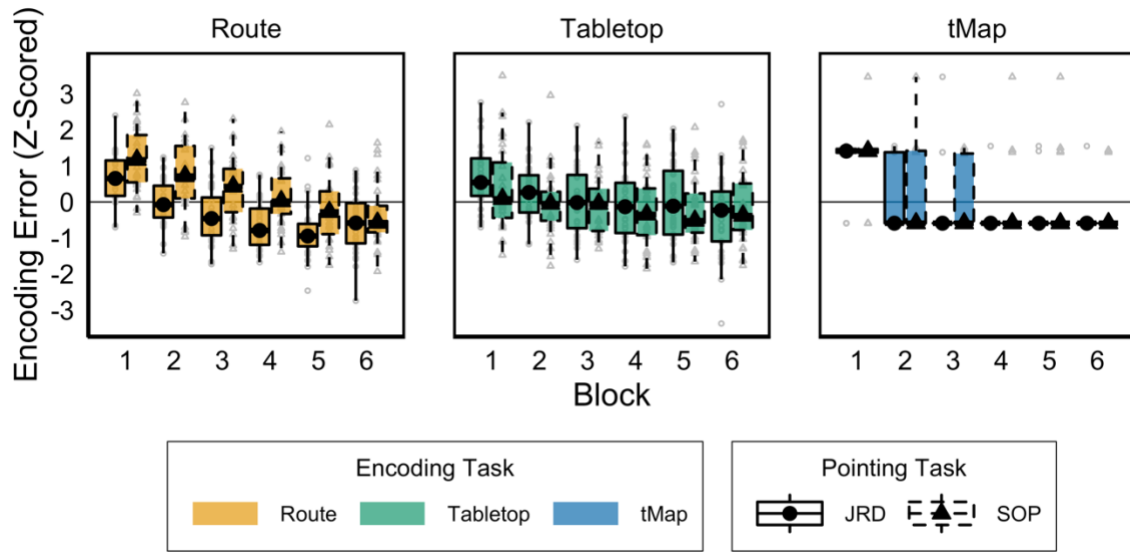 Route Tabletop tMap
Encoding Error (Z-Scored)
3
2
1
0
-1
-2
-3
1 2 3 4 5 6 1 2 3 4 5 6 1 2 3 4 5 6
Block
Encoding Task Pointing Task
Route Tabletop tMap JRD SOP